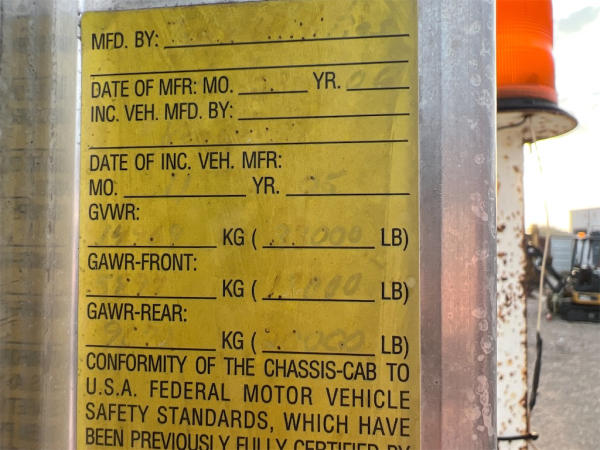 MFD. BY:
DATE OF MFR: MO. YR.
INC. VEH. MFD. BY:
DATE OF INC. VEH. MFR:
MO. YR.
GVWR:
KG ( 33000 LB)
GAWR-FRONT:
KG ( LB)
GAWR-REAR:
KG ( LB)
CONFORMITY OF THE CHASSIS-CAB TO
U.S.A. FEDERAL MOTOR VEHICLE
SAFETY STANDARDS, WHICH HAVE
BEEN PREVIOUSLY FULLY CERTIFIED BY